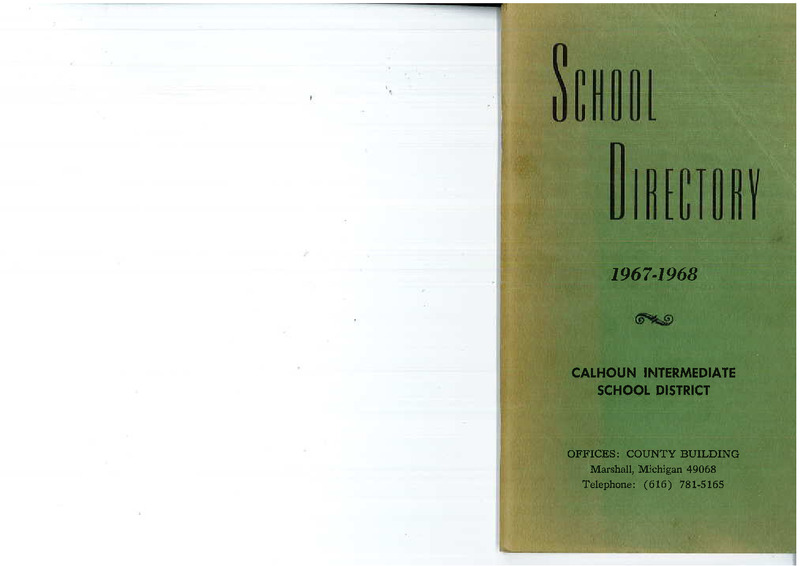 SCHOOL
DIRECTORY
1967-1968
CALHOUN INTERMEDIATE
SCHOOL DISTRICT
OFFICES: COUNTY BUILDING
Marshall, Michigan 49068
Telephone: (616) 781-5165